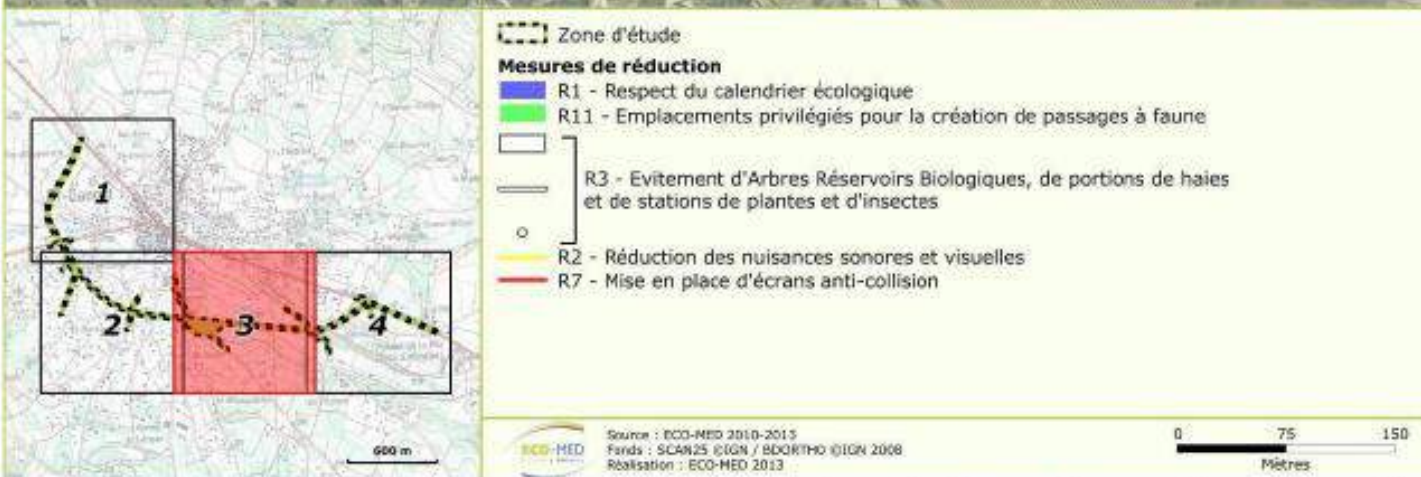 1
2
3
4
600 m
Zone d'étude
Mesures de réduction
R1 - Respect du calendrier écologique
R11 - Emplacements privilégiés pour la création de passages à faune
R3 - Evitement d'Arbres Réservoirs Biologiques, de portions de haies
et de stations de plantes et d'insectes
R2 - Réduction des nuisances sonores et visuelles
R7 - Mise en place d'écrans anti-collision
ECO-MED
Source : ECO-MED 2010-2013
Fonds : SCAN25 ©IGN / BDORTHO ©IGN 2008
Réalisation : ECO-MED 2013
0 75 150
Mètres